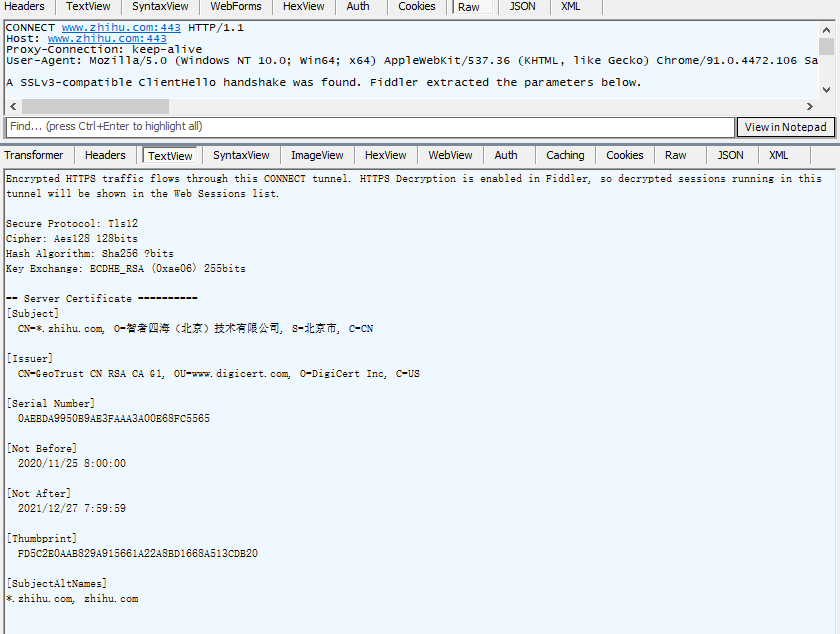 Headers TextView SyntaxView WebForms HexView Auth Cookies Raw JSON XML
CONNECT www.zhihu.com:443 HTTP/1.1
Host: www.zhihu.com:443
Proxy-Connection: keep-alive
User-Agent: Mozilla/5.0 (Windows NT 10.0; Win64; x64) AppleWebKit/537.36 (KHTML, like Gecko) Chrome/91.0.4472.106 Sa
A SSLv3-compatible ClientHello handshake was found. Fiddler extracted the parameters below.
Find... (press Ctrl+Enter to highlight all) View in Notepad
Transformer Headers TextView SyntaxView ImageView HexView WebView Auth Caching Cookies Raw JSON XML
Encrypted HTTPS traffic flows through this CONNECT tunnel. HTTPS Decryption is enabled in Fiddler, so decrypted sessions running in this
tunnel will be shown in the Web Sessions list.
Secure Protocol: Tls12
Cipher: Aes128 128bits
Hash Algorithm: Sha256 ?bits
Key Exchange: ECDHE_RSA (0xae06) 255bits
-- Server Certificate ----------
[Subject]
CN=*.zhihu.com, O=智者四海（北京）技术有限公司, S=北京市, C=CN
[Issuer]
CN=GeoTrust CN RSA CA G1, OU=www.digicert.com, O=DigiCert Inc, C=US
[Serial Number]
0AEBDA9950B9AE3FAAA3A00E68FC5565
[Not Before]
2020/11/25 8:00:00
[Not After]
2021/12/27 7:59:59
[Thumbprint]
FD5C2E0AAB829A915661A22A8BD1668A513CDB20
[SubjectAltNames]
*.zhihu.com, zhihu.com